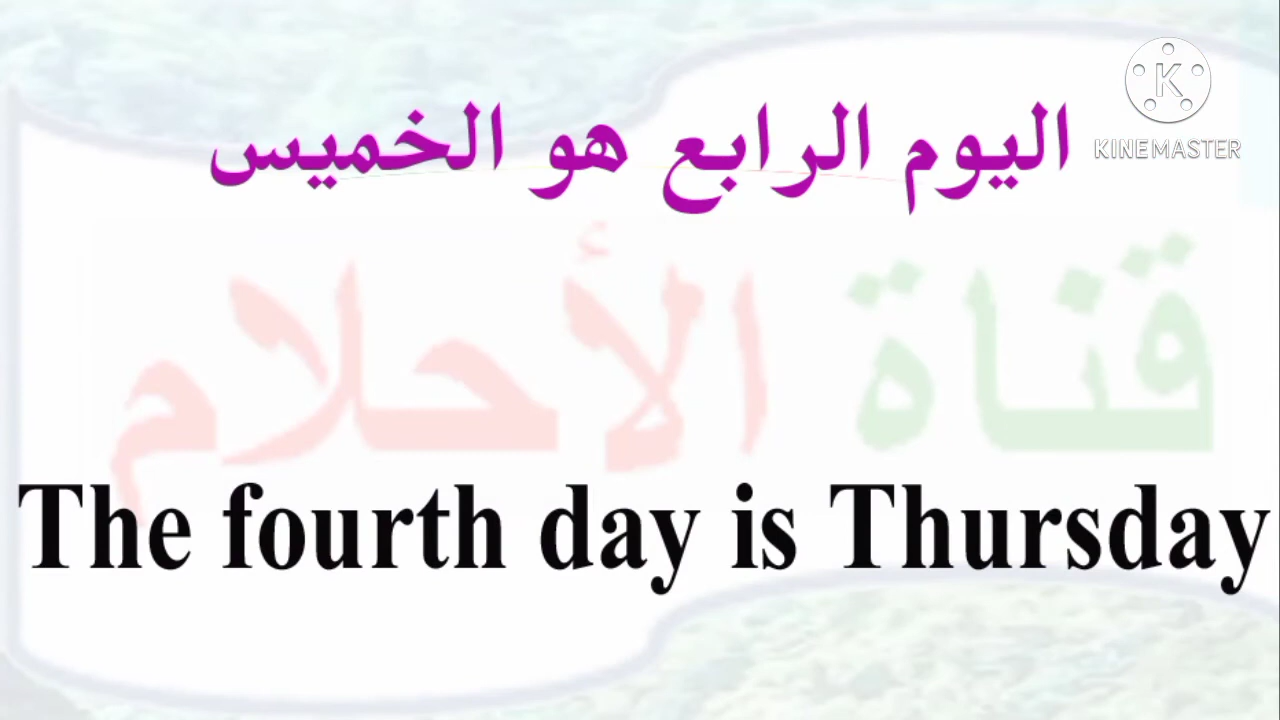 KINEMASTER
اليوم الرابع هو الخميس
قناة الأحلام
The fourth day is Thursday